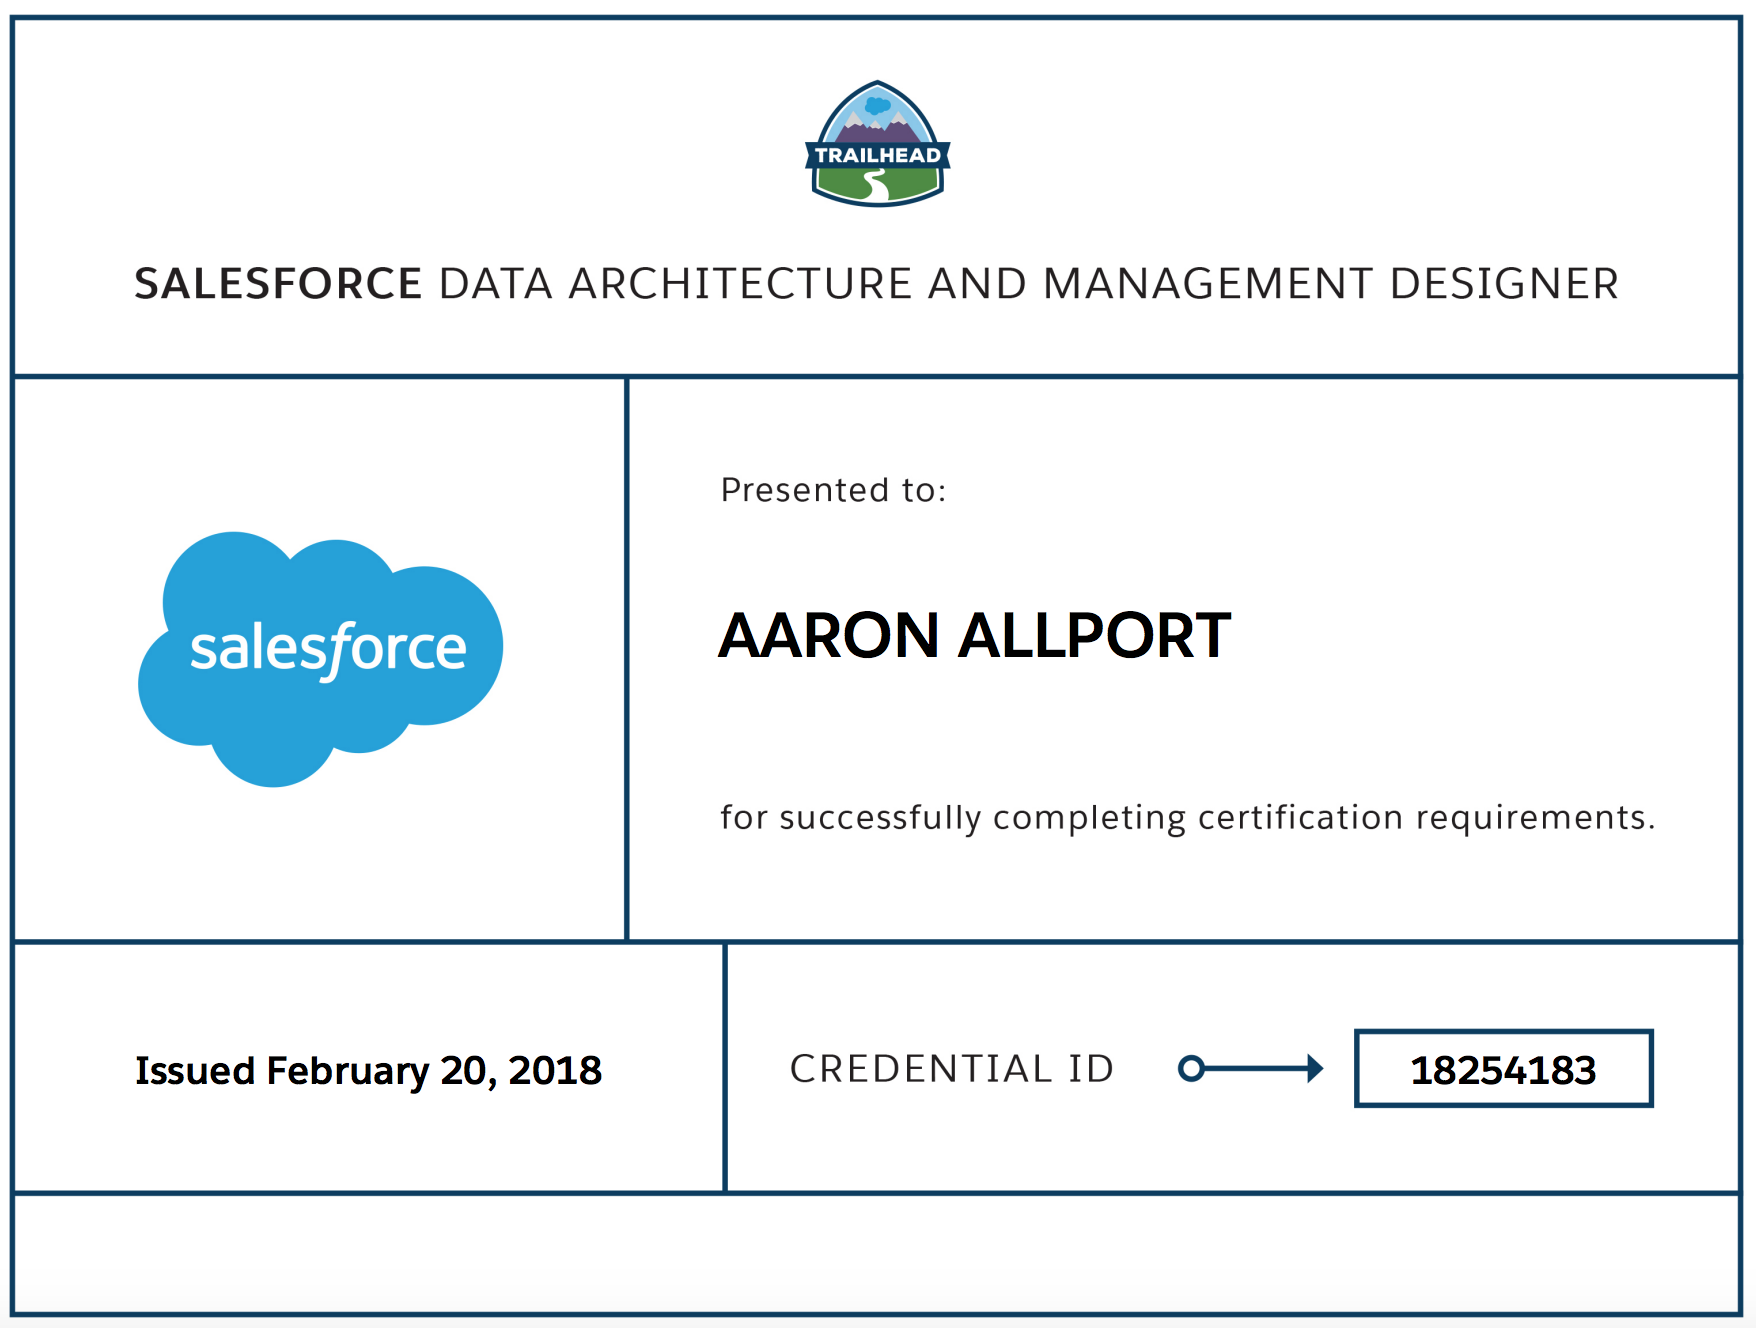 TRAILHEAD
SALESFORCE DATA ARCHITECTURE AND MANAGEMENT DESIGNER
salesforce
Presented to:
AARON ALLPORT
for successfully completing certification requirements.
Issued February 20, 2018
CREDENTIAL ID
18254183